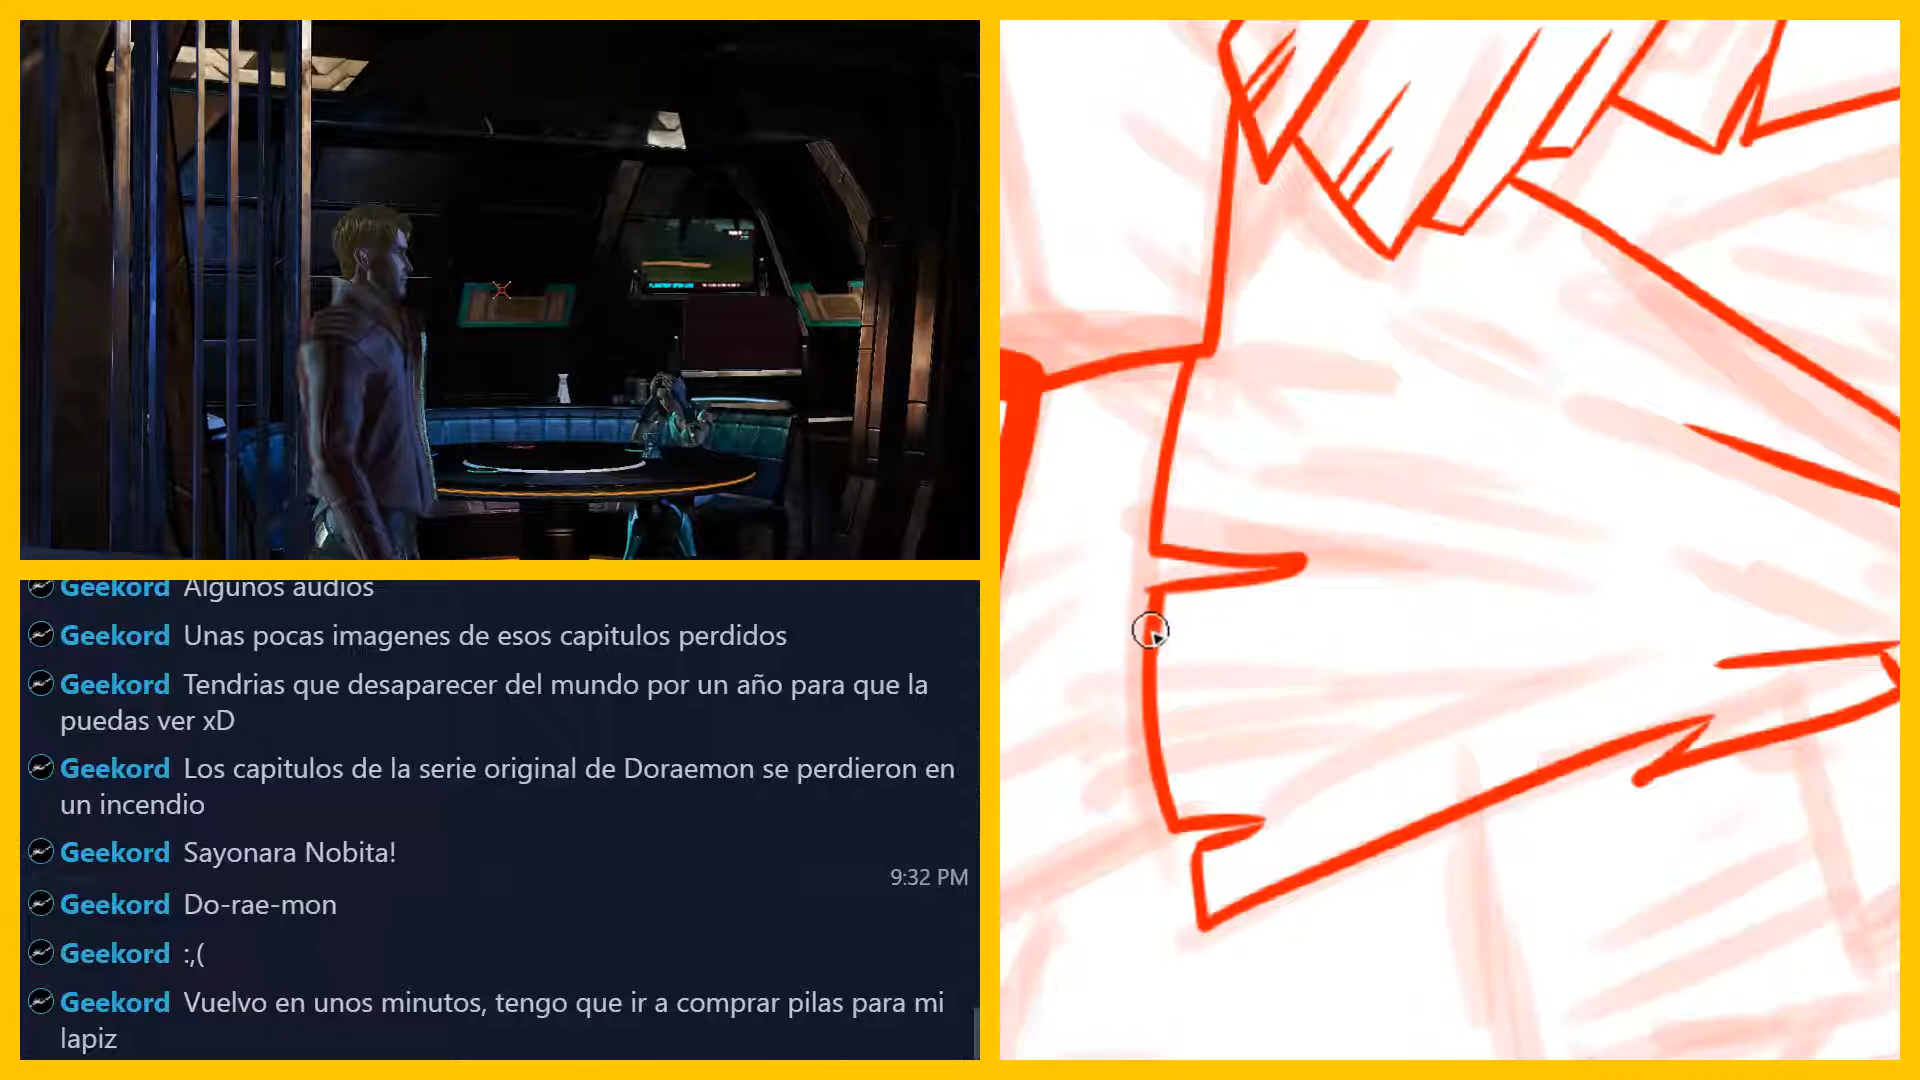 Geekord Algunos audios
Geekord Unas pocas imagenes de esos capitulos perdidos
Geekord Tendrias que desaparecer del mundo por un año para que la
puedas ver xD
Geekord Los capitulos de la serie original de Doraemon se perdieron en
un incendio
Geekord Sayonara Nobita!
9:32 PM
Geekord Do-rae-mon
Geekord :,(
Geekord Vuelvo en unos minutos, tengo que ir a comprar pilas para mi
lapiz